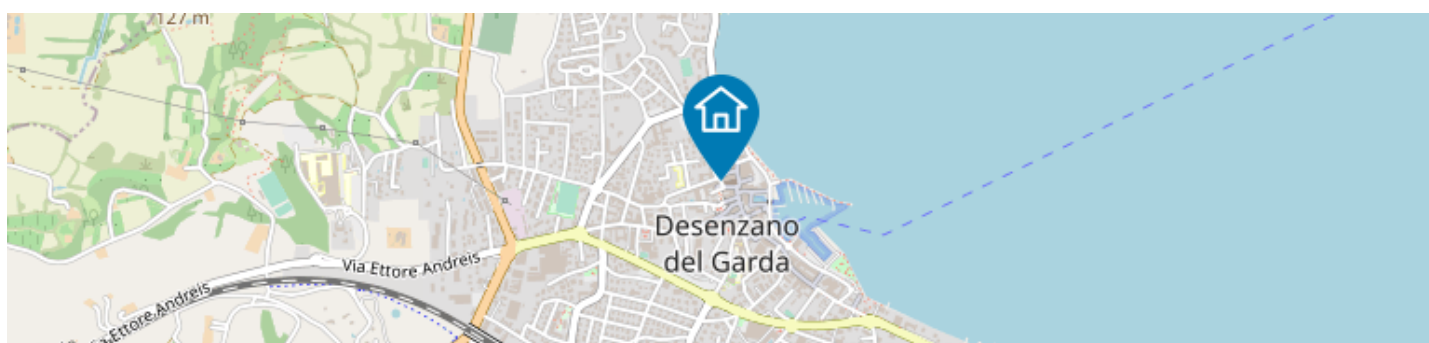 127 m
Desenzano
del Garda
Via Ettore Andreis
Via Ettore Andreis